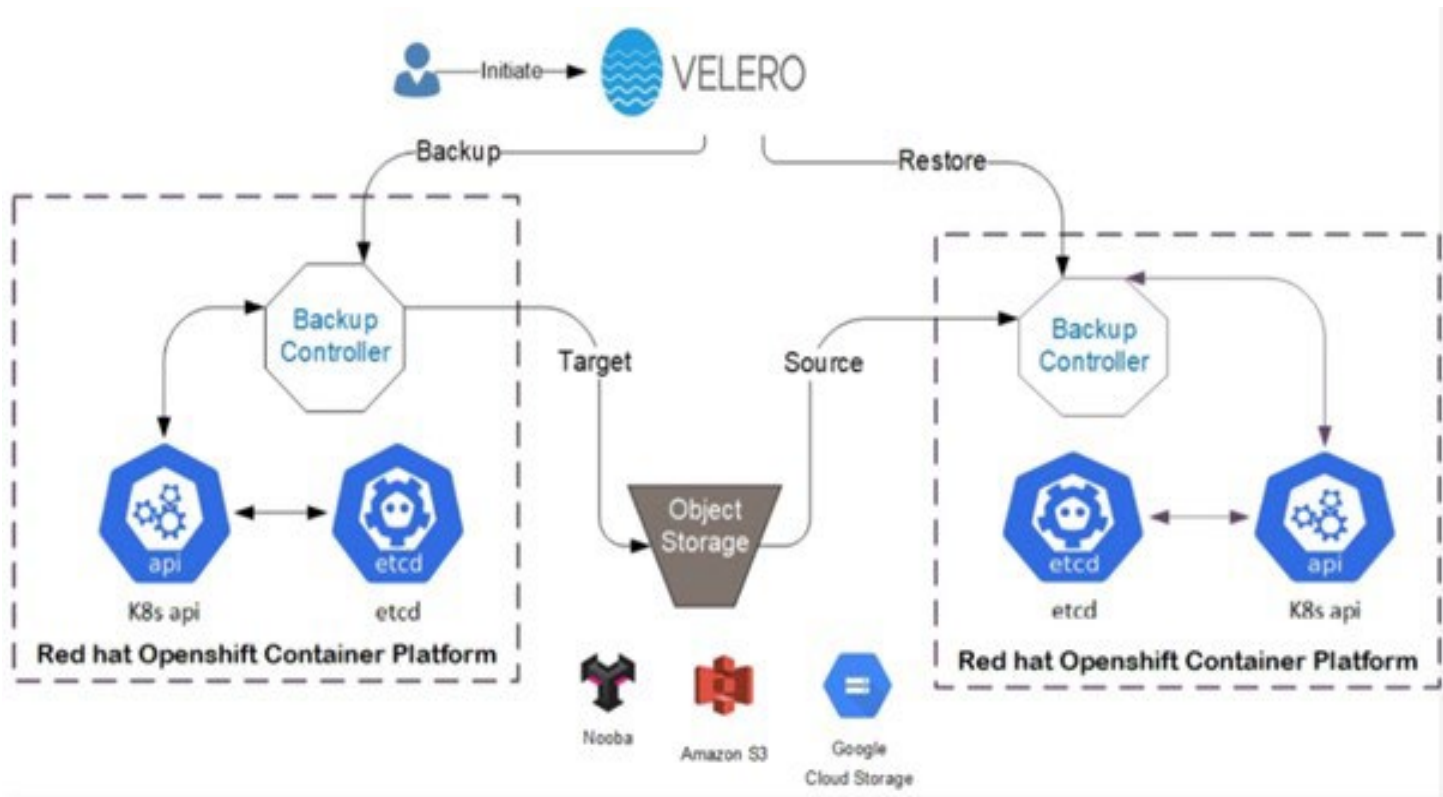 Initiate
VELERO
Backup
Restore
Backup
Controller
Target
Source
Backup
Controller
Object
Storage
api
etcd
etcd
api
K8s api
etcd
etcd
K8s api
Red hat Openshift Container Platform
Red hat Openshift Container Platform
Nooba
Amazon S3
Google
Cloud Storage